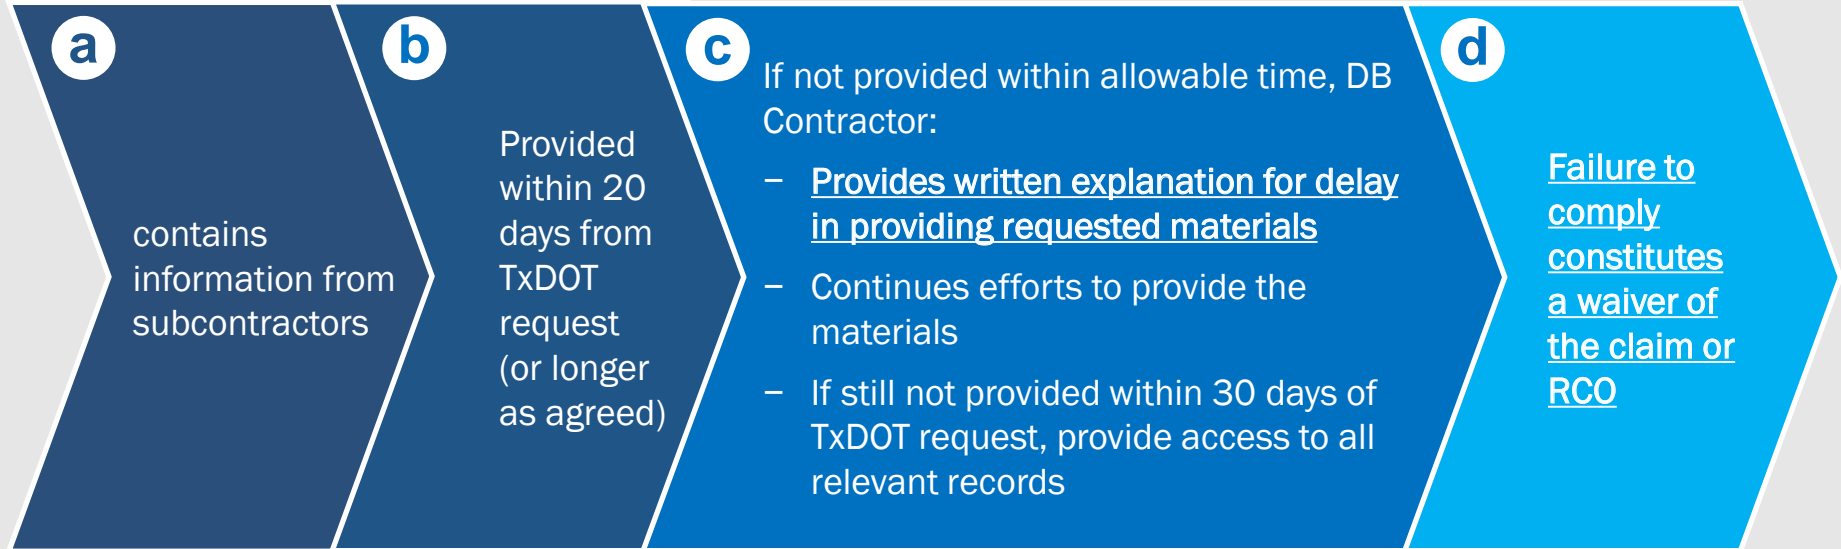 a
contains
information from
subcontractors
b
Provided
within 20
days from
TxDOT
request
(or longer
as agreed)
c
If not provided within allowable time, DB
Contractor:
– Provides written explanation for delay
in providing requested materials
– Continues efforts to provide the
materials
– If still not provided within 30 days of
TxDOT request, provide access to all
relevant records
d
Failure to
comply
constitutes
a waiver of
the claim or
RCO